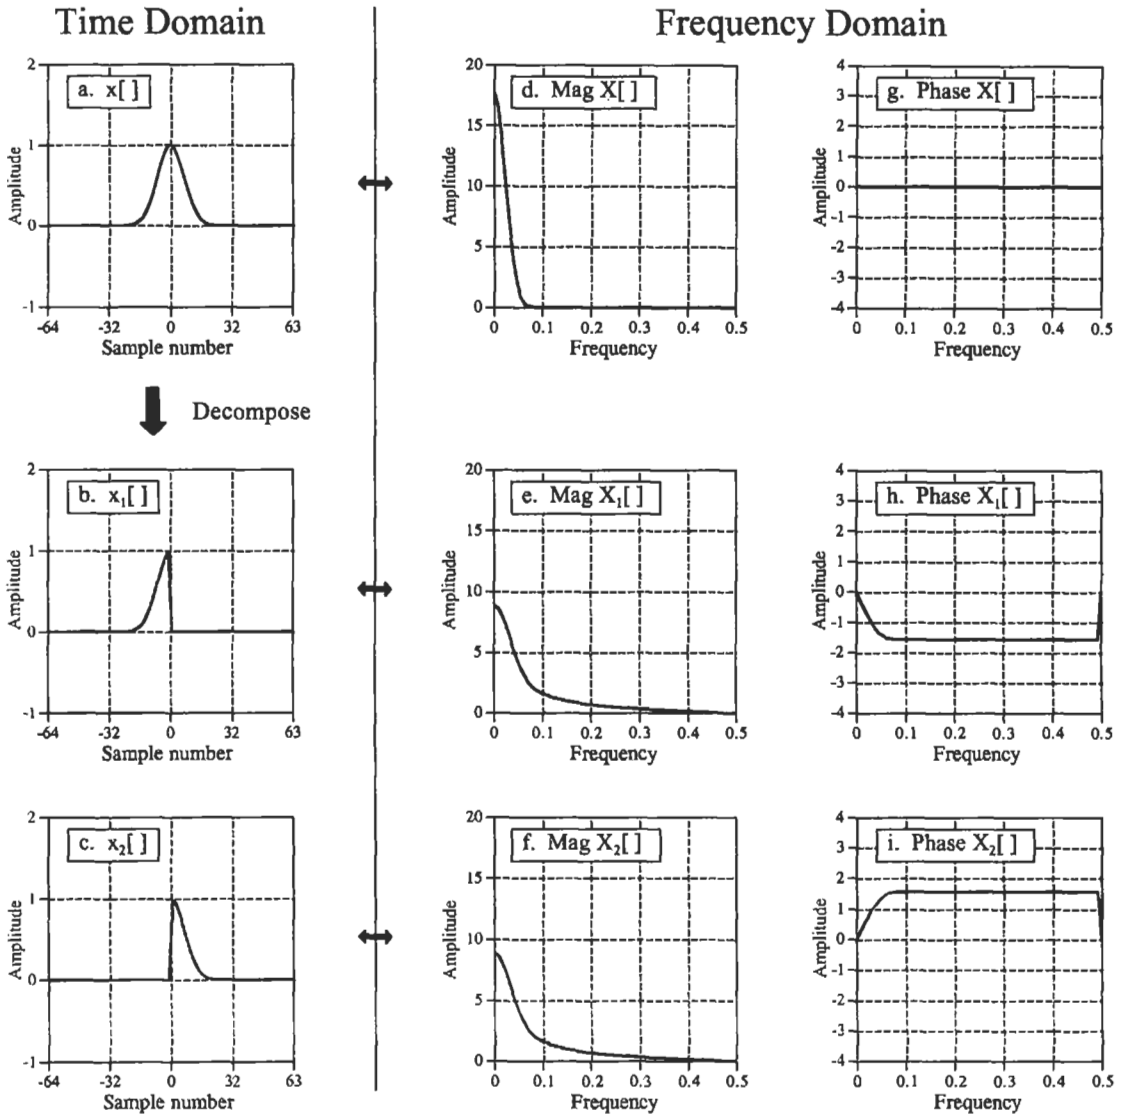 Time Domain
Frequency Domain
a. x[ ]
2
1
0
-1
-64 -32 0 32 63
Amplitude
Sample number
d. Mag X[ ]
20
15
10
5
0
0 0.1 0.2 0.3 0.4 0.5
Amplitude
Frequency
g. Phase X[ ]
4
3
2
1
0
-1
-2
-3
-4
0 0.1 0.2 0.3 0.4 0.5
Amplitude
Frequency
Decompose
b. x₁[ ]
2
1
0
-1
-64 -32 0 32 63
Amplitude
Sample number
e. Mag X₁[ ]
20
15
10
5
0
0 0.1 0.2 0.3 0.4 0.5
Amplitude
Frequency
h. Phase X₁[ ]
4
3
2
1
0
-1
-2
-3
-4
0 0.1 0.2 0.3 0.4 0.5
Amplitude
Frequency
c. x₂[ ]
2
1
0
-1
-64 -32 0 32 63
Amplitude
Sample number
f. Mag X₂[ ]
20
15
10
5
0
0 0.1 0.2 0.3 0.4 0.5
Amplitude
Frequency
i. Phase X₂[ ]
4
3
2
1
0
-1
-2
-3
-4
0 0.1 0.2 0.3 0.4 0.5
Amplitude
Frequency